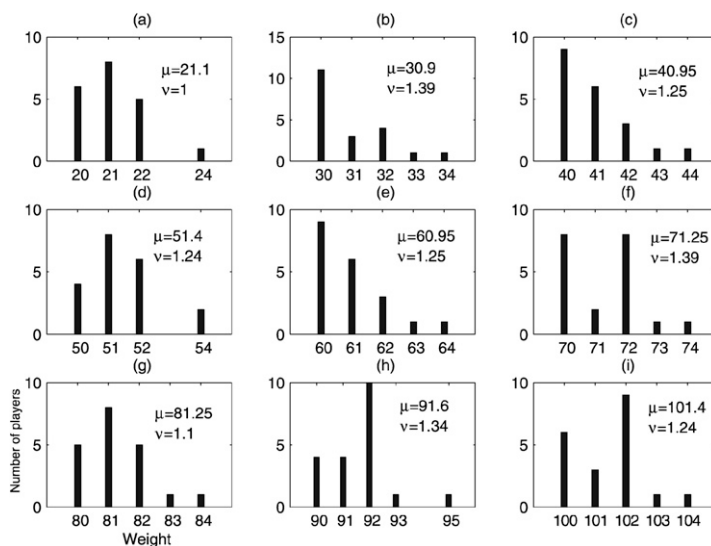 (a)
10
5
0
μ=21.1
ν=1
20 21 22 24
(b)
15
10
5
0
μ=30.9
ν=1.39
30 31 32 33 34
(c)
10
5
0
μ=40.95
ν=1.25
40 41 42 43 44
(d)
10
5
0
μ=51.4
ν=1.24
50 51 52 54
(e)
10
5
0
μ=60.95
ν=1.25
60 61 62 63 64
(f)
10
5
0
μ=71.25
ν=1.39
70 71 72 73 74
(g)
10
5
0
μ=81.25
ν=1.1
80 81 82 83 84
Number of players
Weight
(h)
10
5
0
μ=91.6
ν=1.34
90 91 92 93 95
(i)
10
5
0
μ=101.4
ν=1.24
100 101 102 103 104